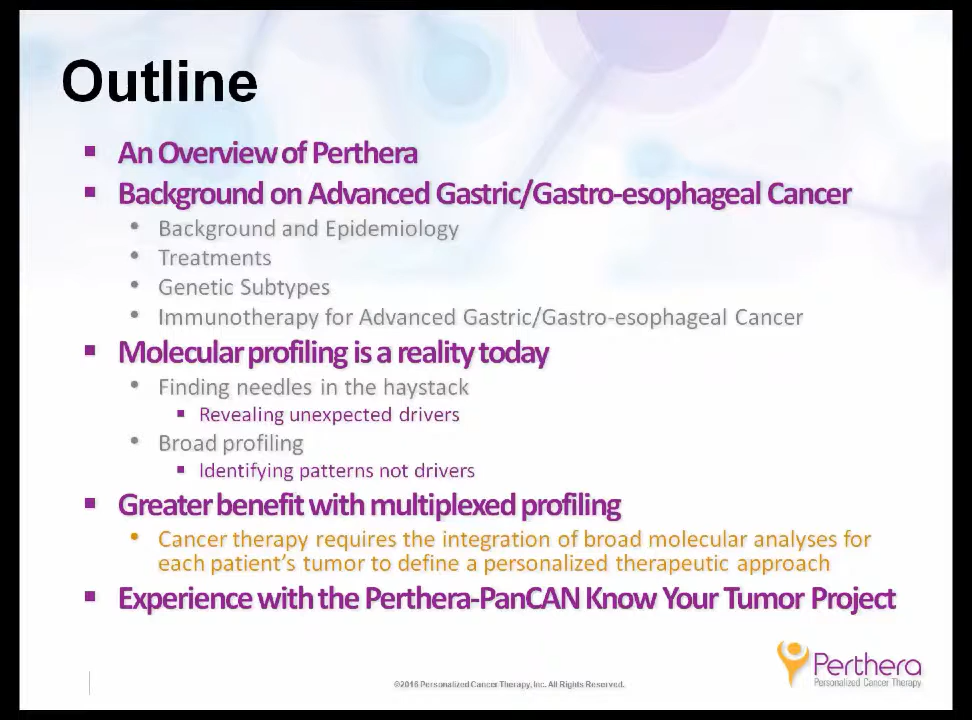 Outline
An Overview of Perthera
Background on Advanced Gastric/Gastro-esophageal Cancer
Background and Epidemiology
Treatments
Genetic Subtypes
Immunotherapy for Advanced Gastric/Gastro-esophageal Cancer
Molecular profiling is a reality today
Finding needles in the haystack
Revealing unexpected drivers
Broad profiling
Identifying patterns not drivers
Greater benefit with multiplexed profiling
Cancer therapy requires the integration of broad molecular analyses for
each patient's tumor to define a personalized therapeutic approach
Experience with the Perthera-PanCAN Know Your Tumor Project
Perthera
Personalized Cancer Therapy
©2016 Personalized Cancer Therapy, Inc. All Rights Reserved.